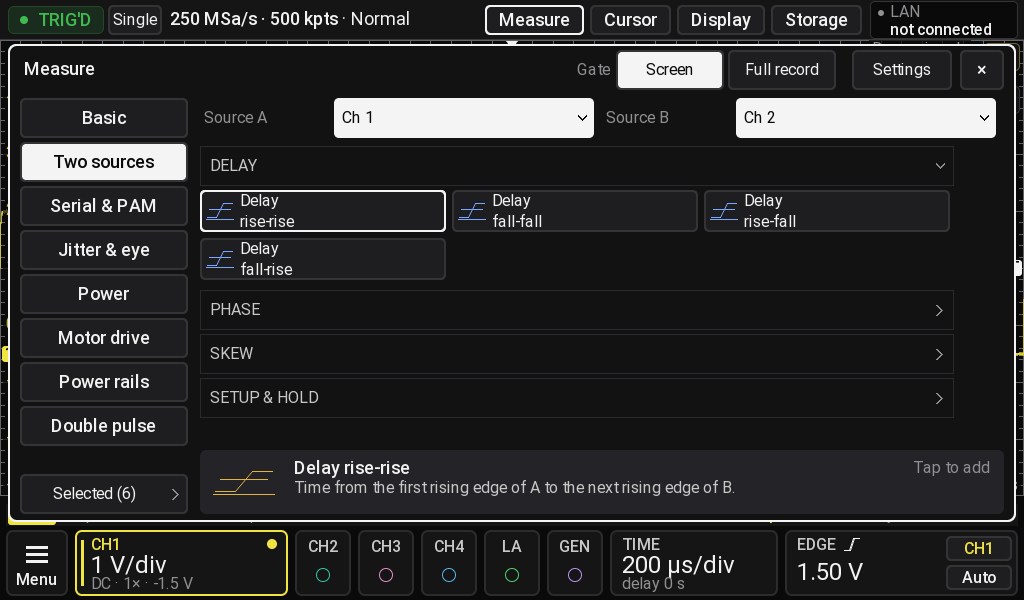 TRIG'D
Single
250 MSa/s · 500 kpts · Normal
Measure
Cursor
Display
Storage
LAN
not connected
Measure
Gate
Screen
Full record
Settings
×
Basic
Two sources
Serial & PAM
Jitter & eye
Power
Motor drive
Power rails
Double pulse
Selected (6)
Source A
Ch 1
Source B
Ch 2
DELAY
Delay
rise-rise
Delay
fall-fall
Delay
rise-fall
Delay
fall-rise
PHASE
SKEW
SETUP & HOLD
Delay rise-rise
Tap to add
Time from the first rising edge of A to the next rising edge of B.
Menu
CH1
1 V/div
DC · 1× · -1.5 V
CH2
CH3
CH4
LA
GEN
TIME
200 µs/div
delay 0 s
EDGE
1.50 V
CH1
Auto